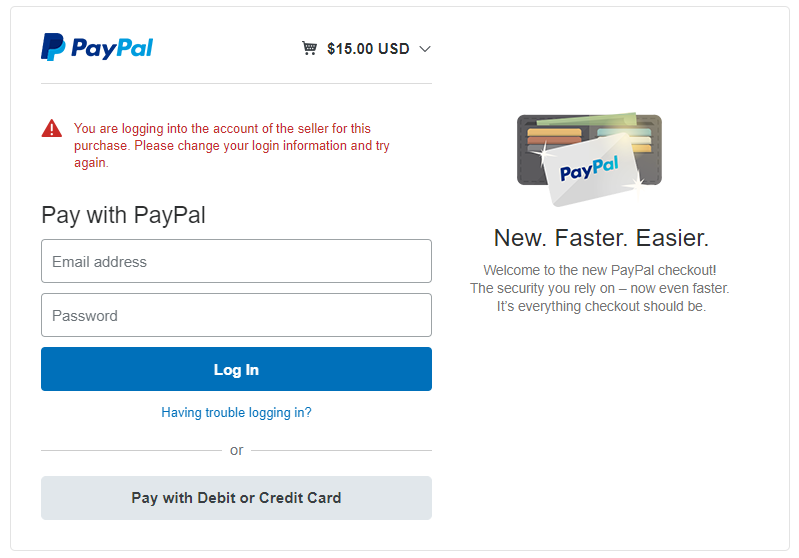 PayPal
$15.00 USD
You are logging into the account of the seller for this
purchase. Please change your login information and try
again.
Pay with PayPal
Email address
Password
Log In
Having trouble logging in?
or
Pay with Debit or Credit Card
PayPal
New. Faster. Easier.
Welcome to the new PayPal checkout!
The security you rely on – now even faster.
It's everything checkout should be.